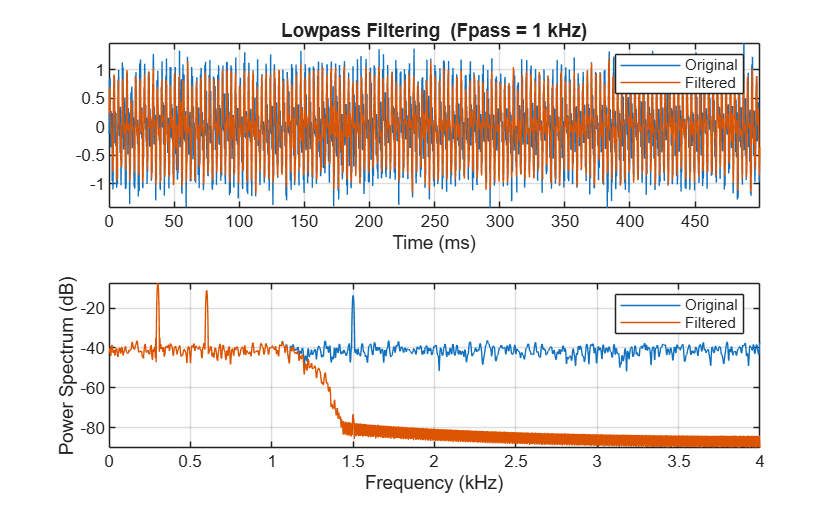 Lowpass Filtering (Fpass = 1 kHz)
Original
Filtered
1
0.5
0
-0.5
-1
0 50 100 150 200 250 300 350 400 450
Time (ms)
Power Spectrum (dB)
Original
Filtered
-20
-40
-60
-80
0 0.5 1 1.5 2 2.5 3 3.5 4
Frequency (kHz)